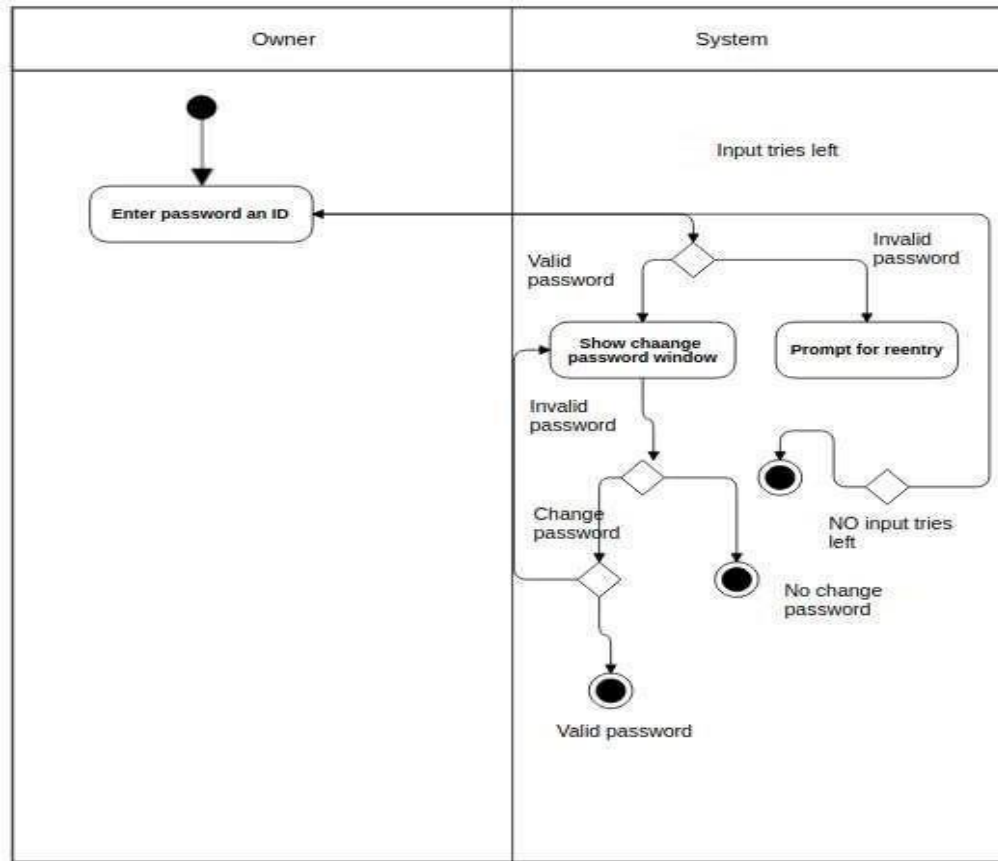 Owner
System
Input tries left
Enter password an ID
Valid
password
Invalid
password
Show chaange
password window
Prompt for reentry
Invalid
password
Change
password
NO input tries
left
No change
password
Valid password